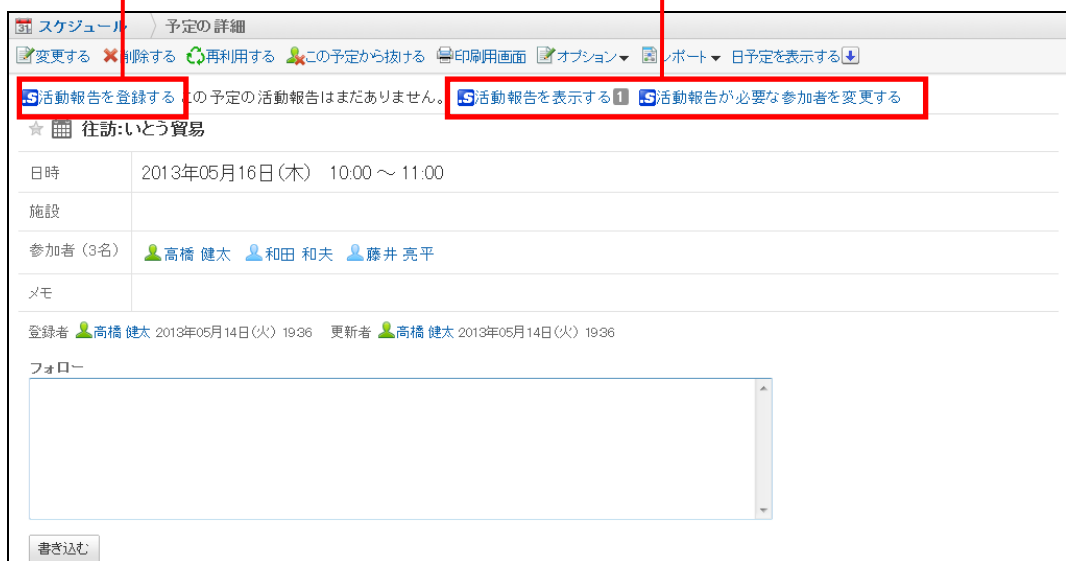 スケジュール 予定の詳細
変更する 削除する 再利用する この予定から抜ける 印刷用画面 オプション▼ レポート▼ 日予定を表示する
活動報告を登録する この予定の活動報告はまだありません。 活動報告を表示する 1 活動報告が必要な参加者を変更する
往訪:いとう貿易
日時 2013年05月16日(木) 10:00 ～ 11:00
施設
参加者 (3名) 高橋 健太 和田 和夫 藤井 亮平
メモ
登録者 高橋 健太 2013年05月14日(火) 19:36 更新者 高橋 健太 2013年05月14日(火) 19:36
フォロー
書き込む